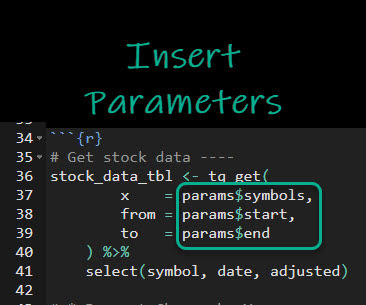 Insert
Parameters
34 ```{r}
35 # Get stock data ----
36 stock_data_tbl <- tq_get(
37 x = params$symbols,
38 from = params$start,
39 to = params$end
40 ) %>%
41 select(symbol, date, adjusted)
42